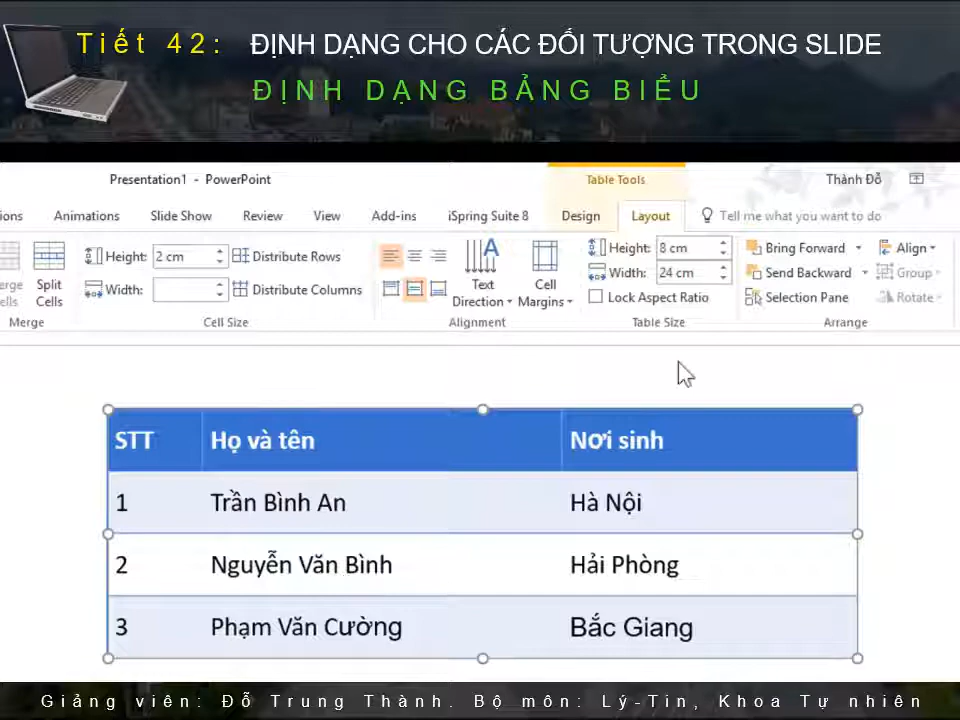 Tiết 42: ĐỊNH DẠNG CHO CÁC ĐỐI TƯỢNG TRONG SLIDE
ĐỊNH DẠNG BẢNG BIỂU
Presentation1 - PowerPoint Table Tools Thành Đỗ
ions Animations Slide Show Review View Add-ins iSpring Suite 8 Design Layout Tell me what you want to do
Height: 2 cm Distribute Rows Height: 8 cm Bring Forward Align
erge Split Text Cell Width: 24 cm Send Backward Group
ells Cells Width: Distribute Columns Direction Margins Lock Aspect Ratio Selection Pane Rotate
Merge Cell Size Alignment Table Size Arrange
STT Họ và tên Nơi sinh
1 Trần Bình An Hà Nội
2 Nguyễn Văn Bình Hải Phòng
3 Phạm Văn Cường Bắc Giang
Giảng viên: Đỗ Trung Thành. Bộ môn: Lý-Tin, Khoa Tự nhiên